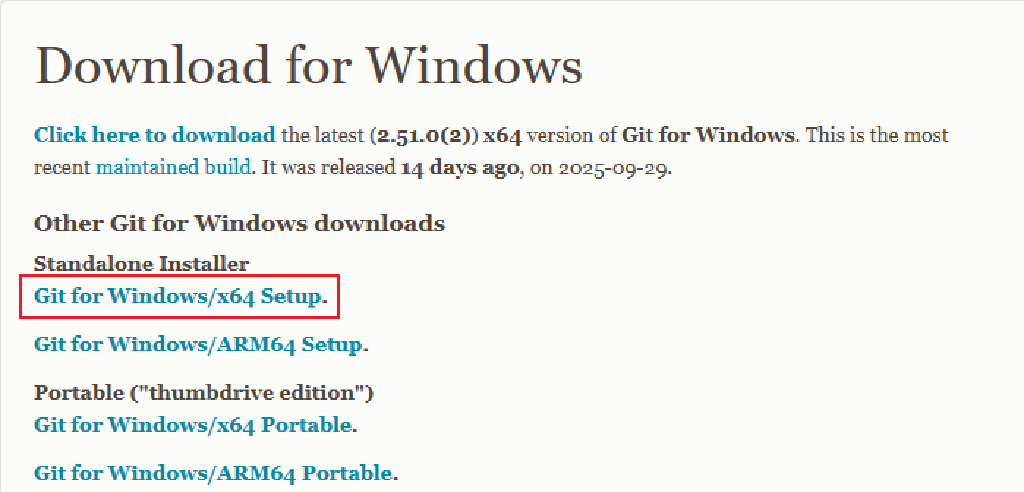 Download for Windows
Click here to download the latest (2.51.0(2)) x64 version of Git for Windows. This is the most
recent maintained build. It was released 14 days ago, on 2025-09-29.
Other Git for Windows downloads
Standalone Installer
Git for Windows/x64 Setup.
Git for Windows/ARM64 Setup.
Portable ("thumbdrive edition")
Git for Windows/x64 Portable.
Git for Windows/ARM64 Portable.